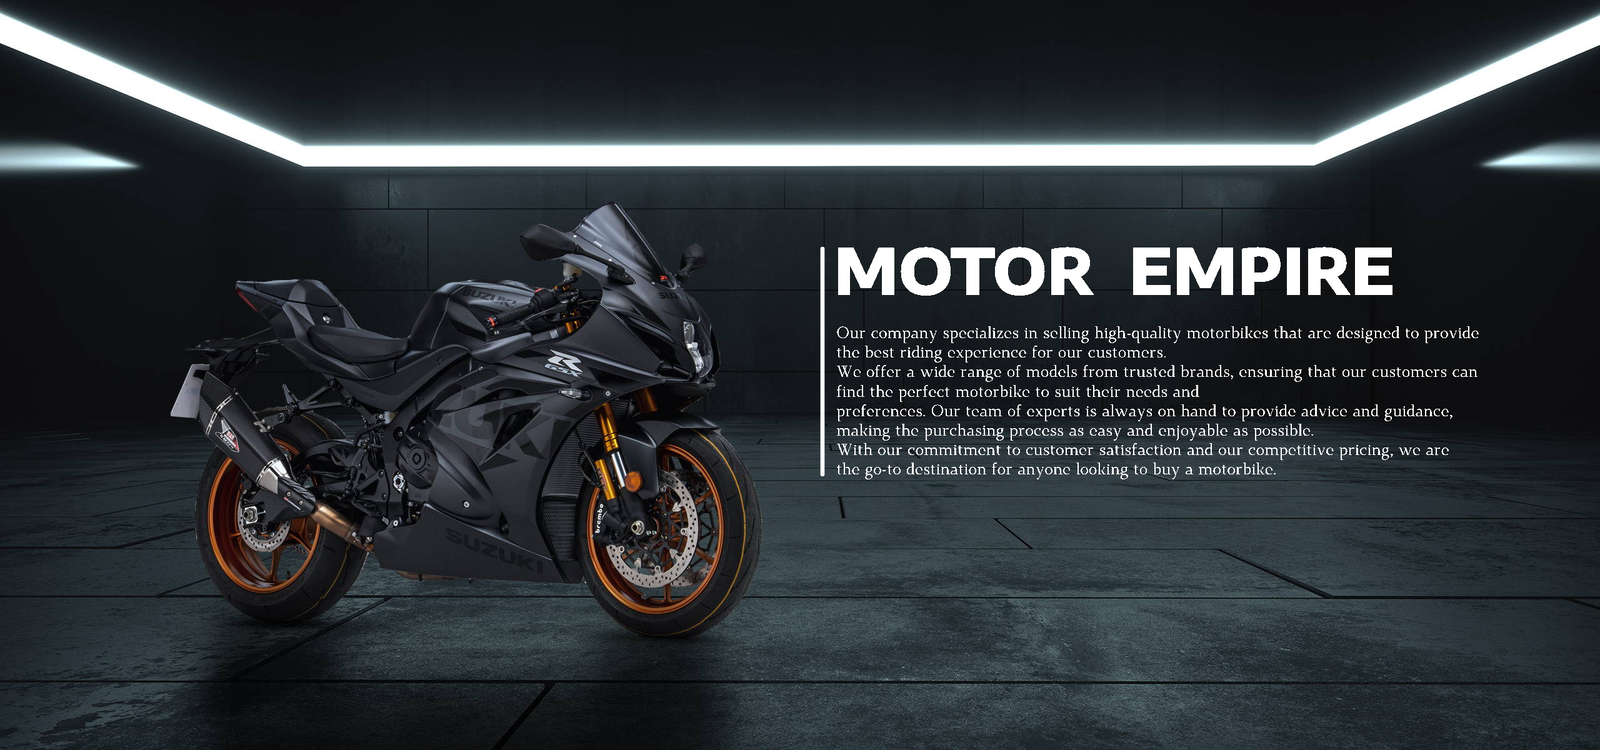 MOTOR EMPIRE
Our company specializes in selling high-quality motorbikes that are designed to provide
the best riding experience for our customers.
We offer a wide range of models from trusted brands, ensuring that our customers can
find the perfect motorbike to suit their needs and
preferences. Our team of experts is always on hand to provide advice and guidance,
making the purchasing process as easy and enjoyable as possible.
With our commitment to customer satisfaction and our competitive pricing, we are
the go-to destination for anyone looking to buy a motorbike.
SUZUKI
R
GSX
brembo
SUZUKI